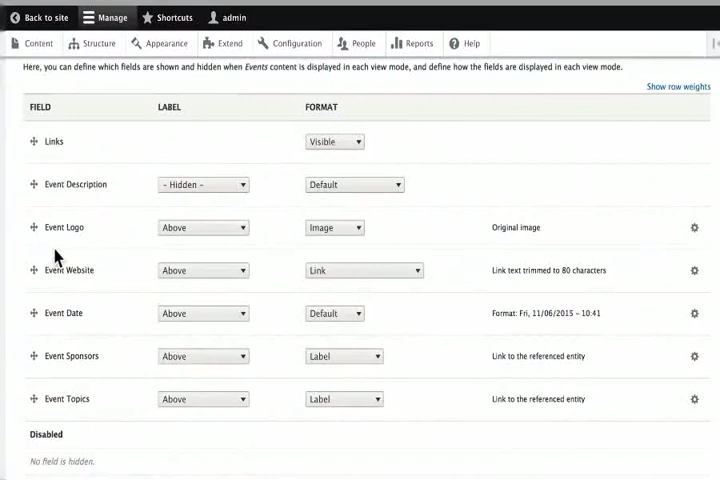 Back to site Manage Shortcuts admin
Content Structure Appearance Extend Configuration People Reports Help
Here, you can define which fields are shown and hidden when Events content is displayed in each view mode, and define how the fields are displayed in each view mode.
Show row weights
FIELD LABEL FORMAT
Links Visible
Event Description - Hidden - Default
Event Logo Above Image Original image
Event Website Above Link Link text trimmed to 80 characters
Event Date Above Default Format: Fri, 11/06/2015 - 10:41
Event Sponsors Above Label Link to the referenced entity
Event Topics Above Label Link to the referenced entity
Disabled
No field is hidden.